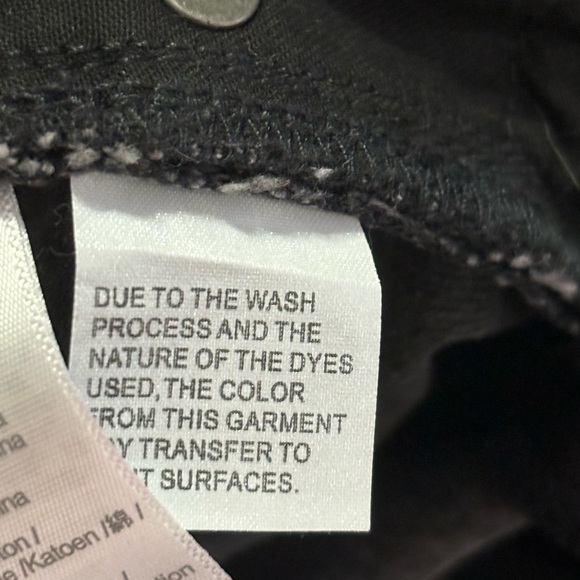 DUE TO THE WASH
PROCESS AND THE
NATURE OF THE DYES
USED, THE COLOR
FROM THIS GARMENT
TRANSFER TO
SURFACES.
/Katoen /綿 /